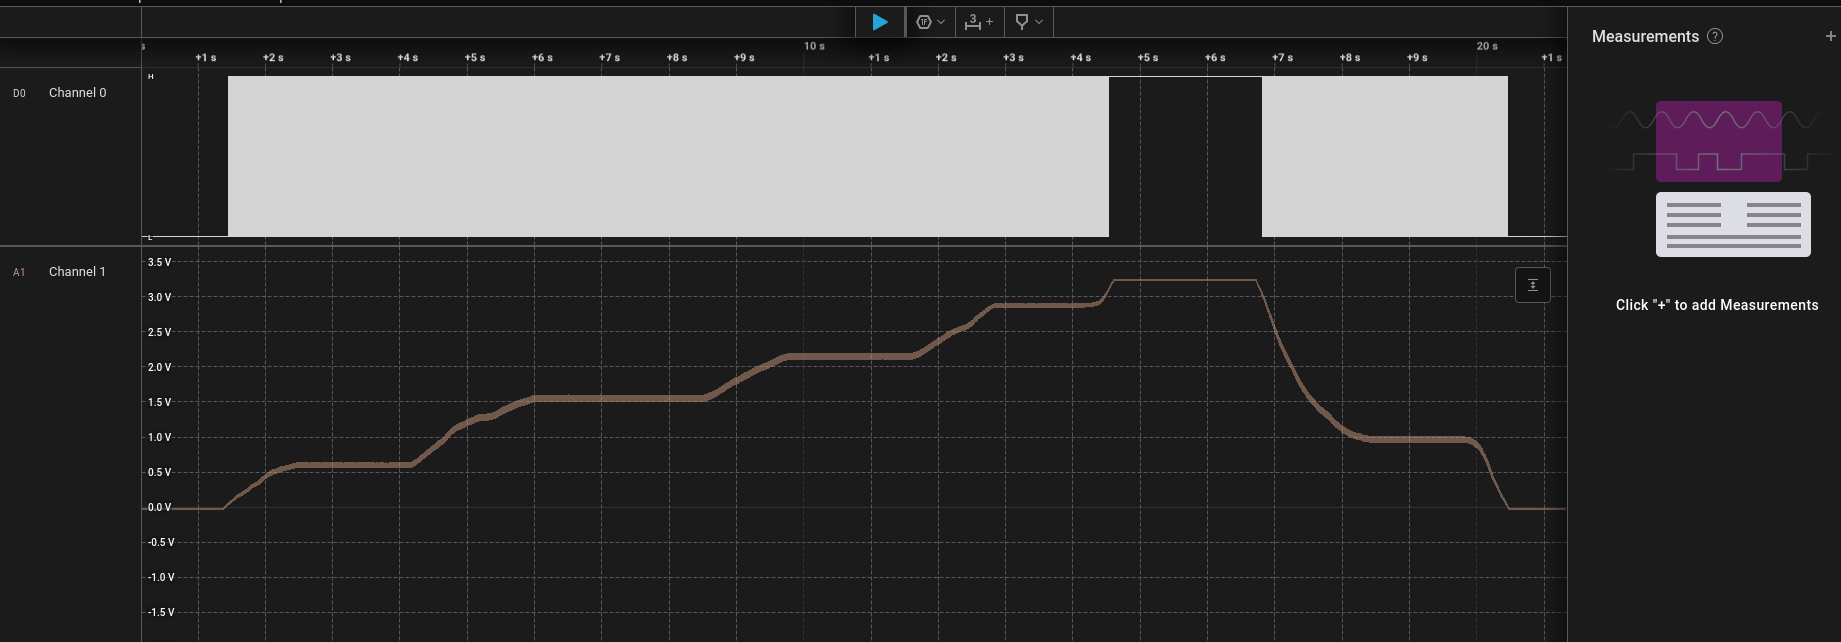 3
Measurements ?
10 s 20 s
s +1 s +2 s +3 s +4 s +5 s +6 s +7 s +8 s +9 s +1 s +2 s +3 s +4 s +5 s +6 s +7 s +8 s +9 s +1 s
H
D0 Channel 0
L
3.5 V
A1 Channel 1
3.0 V
Click "+" to add Measurements
2.5 V
2.0 V
1.5 V
1.0 V
0.5 V
0.0 V
-0.5 V
-1.0 V
-1.5 V